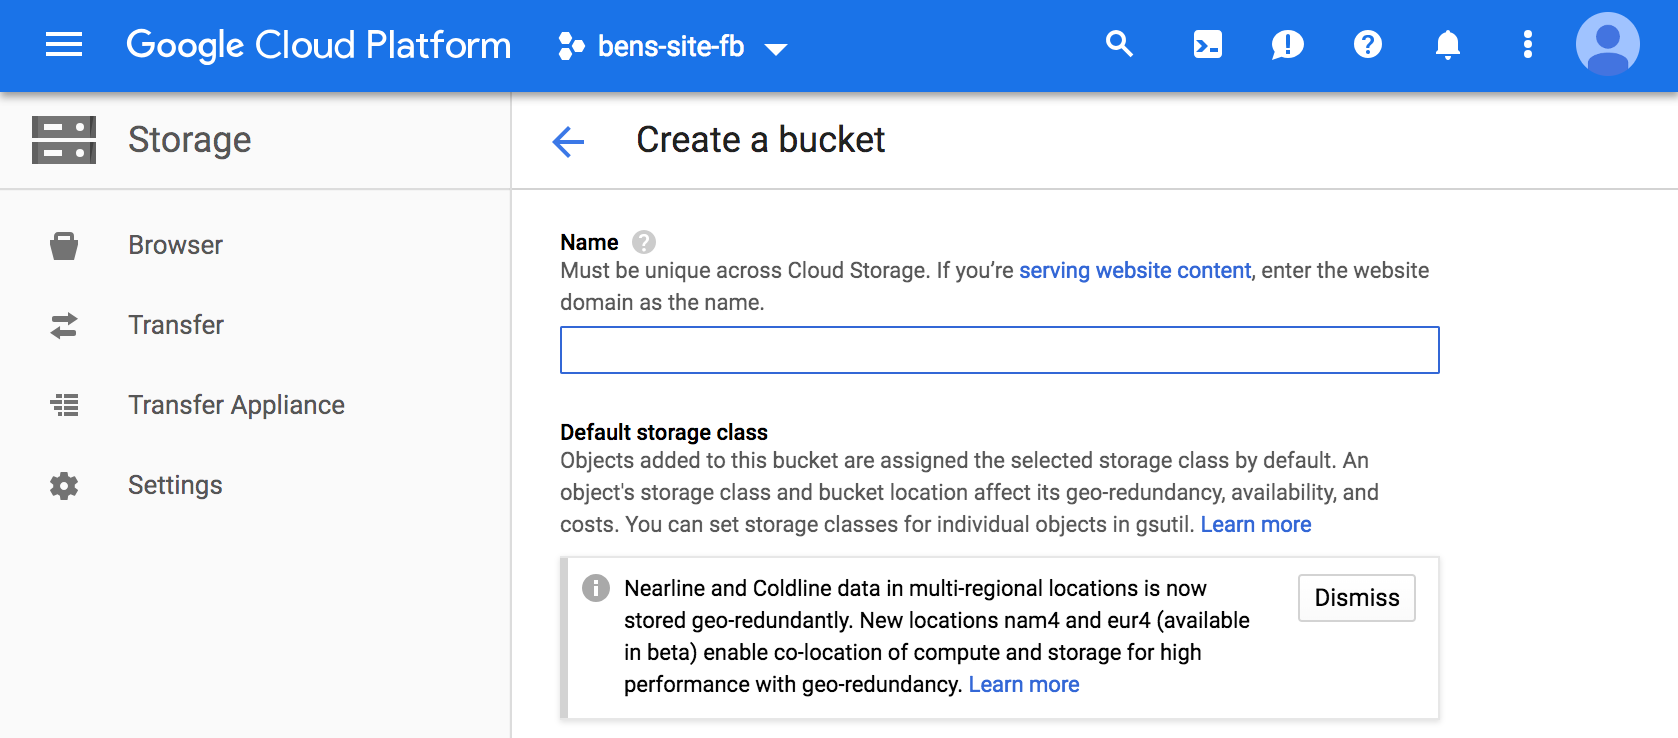 Google Cloud Platform bens-site-fb
Storage
Create a bucket
Browser
Transfer
Transfer Appliance
Settings
Name
Must be unique across Cloud Storage. If you’re serving website content, enter the website
domain as the name.
Default storage class
Objects added to this bucket are assigned the selected storage class by default. An
object's storage class and bucket location affect its geo-redundancy, availability, and
costs. You can set storage classes for individual objects in gsutil. Learn more
Nearline and Coldline data in multi-regional locations is now
stored geo-redundantly. New locations nam4 and eur4 (available
in beta) enable co-location of compute and storage for high
performance with geo-redundancy. Learn more
Dismiss